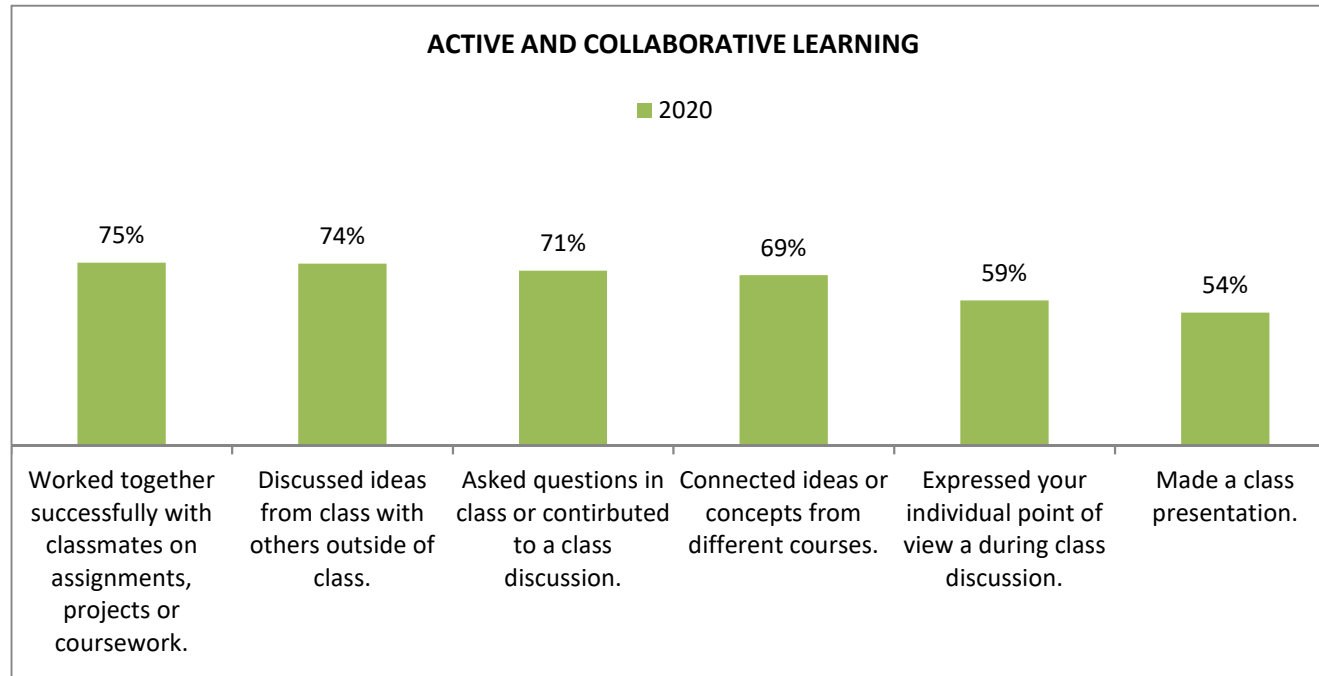 ACTIVE AND COLLABORATIVE LEARNING
2020
75%
74%
71%
69%
59%
54%
Worked together
successfully with
classmates on
assignments,
projects or
coursework.
Discussed ideas
from class with
others outside of
class.
Asked questions in
class or contirbuted
to a class
discussion.
Connected ideas or
concepts from
different courses.
Expressed your
individual point of
view a during class
discussion.
Made a class
presentation.